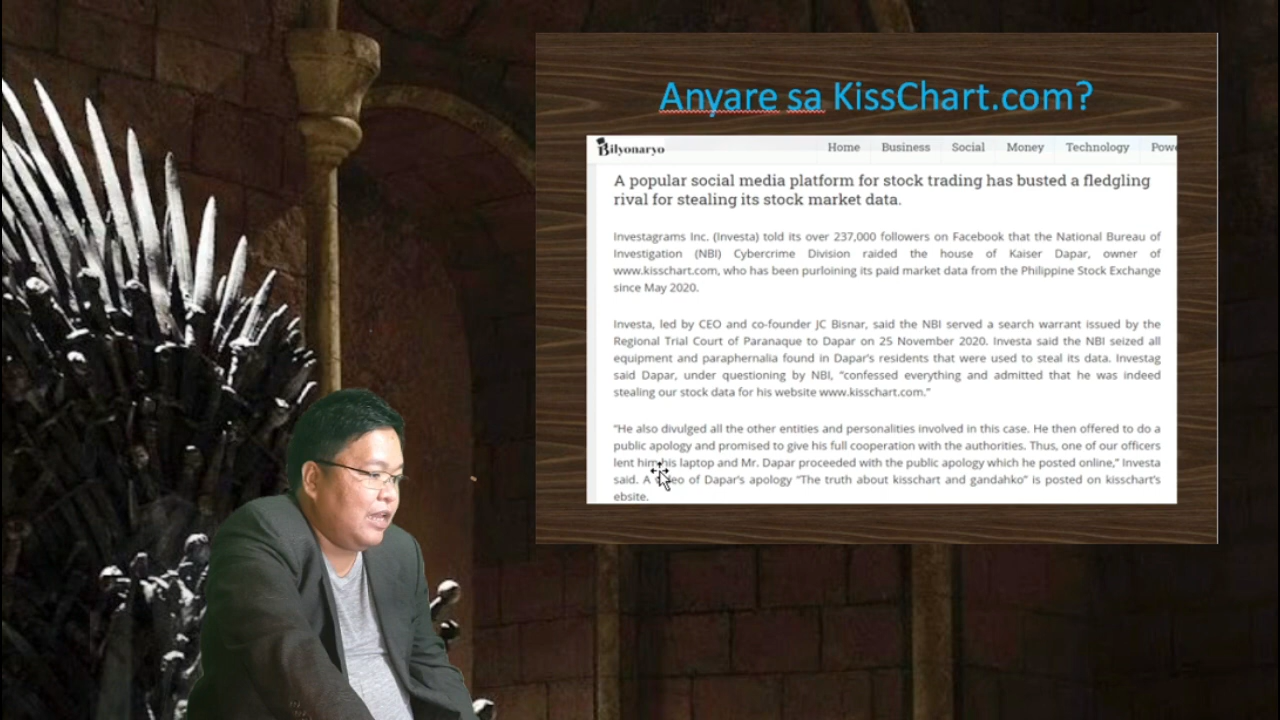 Anyare sa KissChart.com?
Bilyonaryo Home Business Social Money Technology
A popular social media platform for stock trading has busted a fledgling
rival for stealing its stock market data.
Investagrams Inc. (Investa) told its over 237,000 followers on Facebook that the National Bureau of
Investigation (NBI) Cybercrime Division raided the house of Kaiser Dapar, owner of
www.kisschart.com, who has been purloining its paid market data from the Philippine Stock Exchange
since May 2020.
Investa, led by CEO and co-founder JC Bisnar, said the NBI served a search warrant issued by the
Regional Trial Court of Paranaque to Dapar on 25 November 2020. Investa said the NBI seized all
equipment and paraphernalia found in Dapar's residents that were used to steal its data. Investag
said Dapar, under questioning by NBI, "confessed everything and admitted that he was indeed
stealing our stock data for his website www.kisschart.com."
"He also divulged all the other entities and personalities involved in this case. He then offered to do a
public apology and promised to give his full cooperation with the authorities. Thus, one of our officers
lent him his laptop and Mr. Dapar proceeded with the public apology which he posted online," Investa
said. A of Dapar's apology "The truth about kisschart and gandahko" is posted on kisschart's
ebsite.